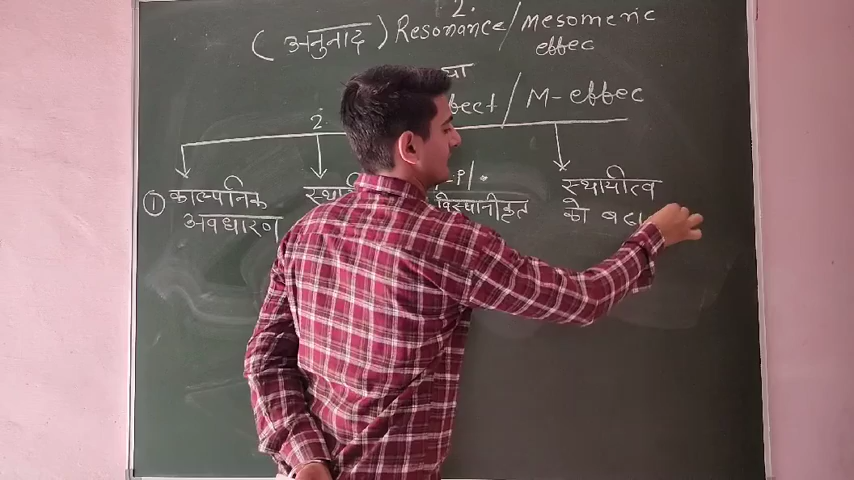 2.
(अनुनाद) Resonance/Mesomeric
effec
या
/ M-effec
2.
① काल्पनिक
अवधारण
विस्थानीकृत
स्थायीत्व
को बढा